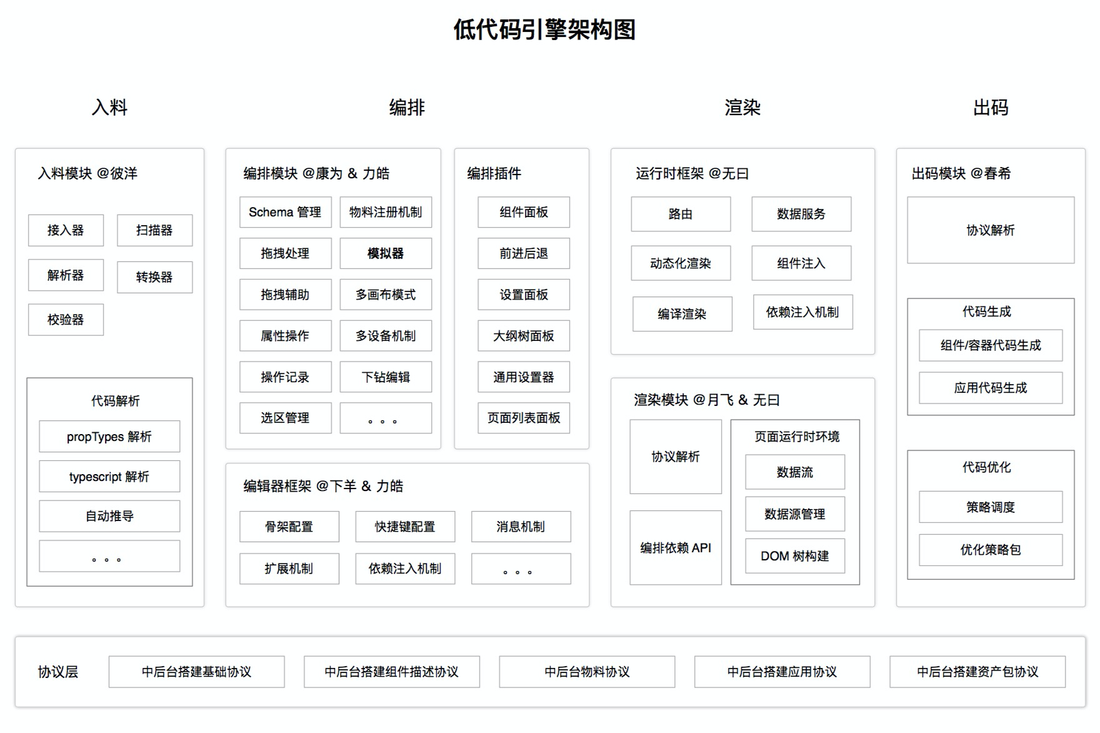 低代码引擎架构图
入料
编排
渲染
出码
入料模块 @彼洋
接入器
扫描器
解析器
转换器
校验器
代码解析
propTypes 解析
typescript 解析
自动推导
。。。
编排模块 @康为 & 力皓
Schema 管理
物料注册机制
拖拽处理
模拟器
拖拽辅助
多画布模式
属性操作
多设备机制
操作记录
下钻编辑
选区管理
。。。
编排插件
组件面板
前进后退
设置面板
大纲树面板
通用设置器
页面列表面板
编辑器框架 @下羊 & 力皓
骨架配置
快捷键配置
消息机制
扩展机制
依赖注入机制
。。。
运行时框架 @无曰
路由
数据服务
动态化渲染
组件注入
编译渲染
依赖注入机制
渲染模块 @月飞 & 无曰
协议解析
编排依赖 API
页面运行时环境
数据流
数据源管理
DOM 树构建
出码模块 @春希
协议解析
代码生成
组件/容器代码生成
应用代码生成
代码优化
策略调度
优化策略包
协议层
中后台搭建基础协议
中后台搭建组件描述协议
中后台物料协议
中后台搭建应用协议
中后台搭建资产包协议